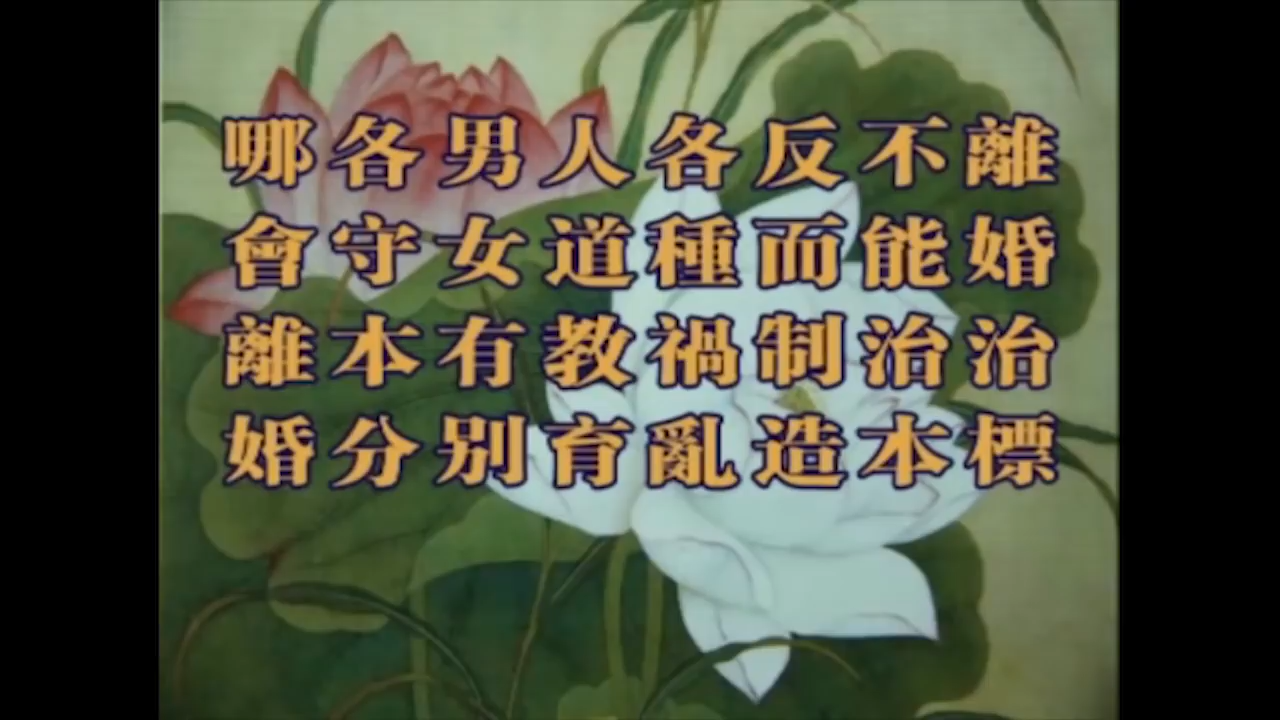 離婚治標
不能治本
反而制造
各種禍亂
人道教育
男女有別
各守本分
哪會離婚